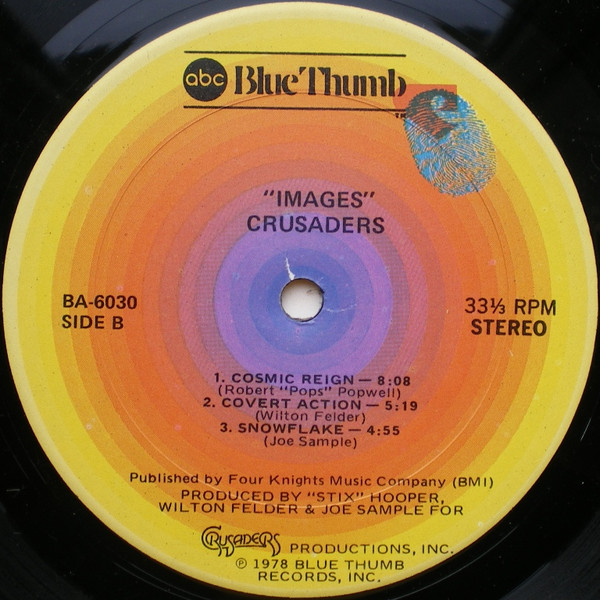 abc Blue Thumb
TM
"IMAGES"
CRUSADERS
BA-6030
SIDE B
33⅓ RPM
STEREO
1. COSMIC REIGN — 8:08
(Robert "Pops" Popwell)
2. COVERT ACTION — 5:19
(Wilton Felder)
3. SNOWFLAKE — 4:55
(Joe Sample)
Published by Four Knights Music Company (BMI)
PRODUCED BY "STIX" HOOPER,
WILTON FELDER & JOE SAMPLE FOR
CRUSADERS PRODUCTIONS, INC.
℗ 1978 BLUE THUMB
RECORDS, INC.